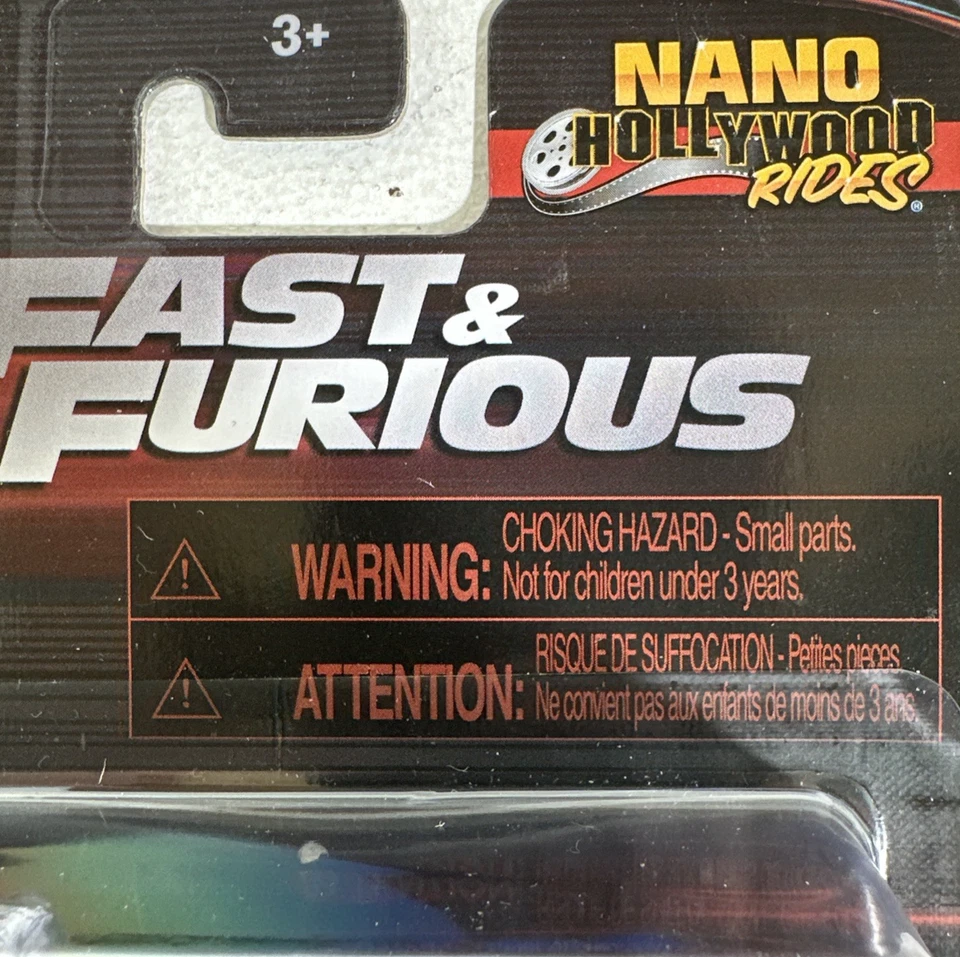 3+
NANO
HOLLYWOOD
RIDES®
FAST &
FURIOUS
WARNING: CHOKING HAZARD - Small parts.
Not for children under 3 years.
ATTENTION: RISQUE DE SUFFOCATION - Petites pieces
Ne convient pas aux enfants de moins de 3 ans.